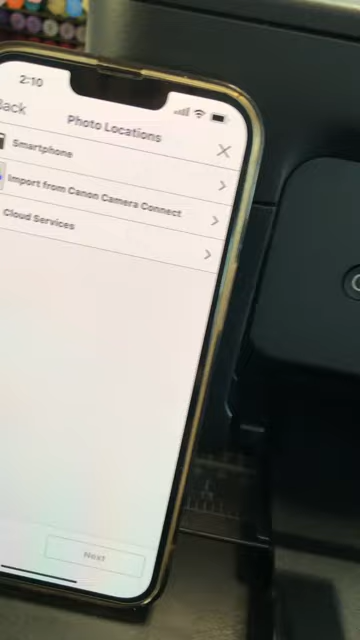 2:10
Back
Photo Locations
Smartphone
Import from Canon Camera Connect
Cloud Services
Next